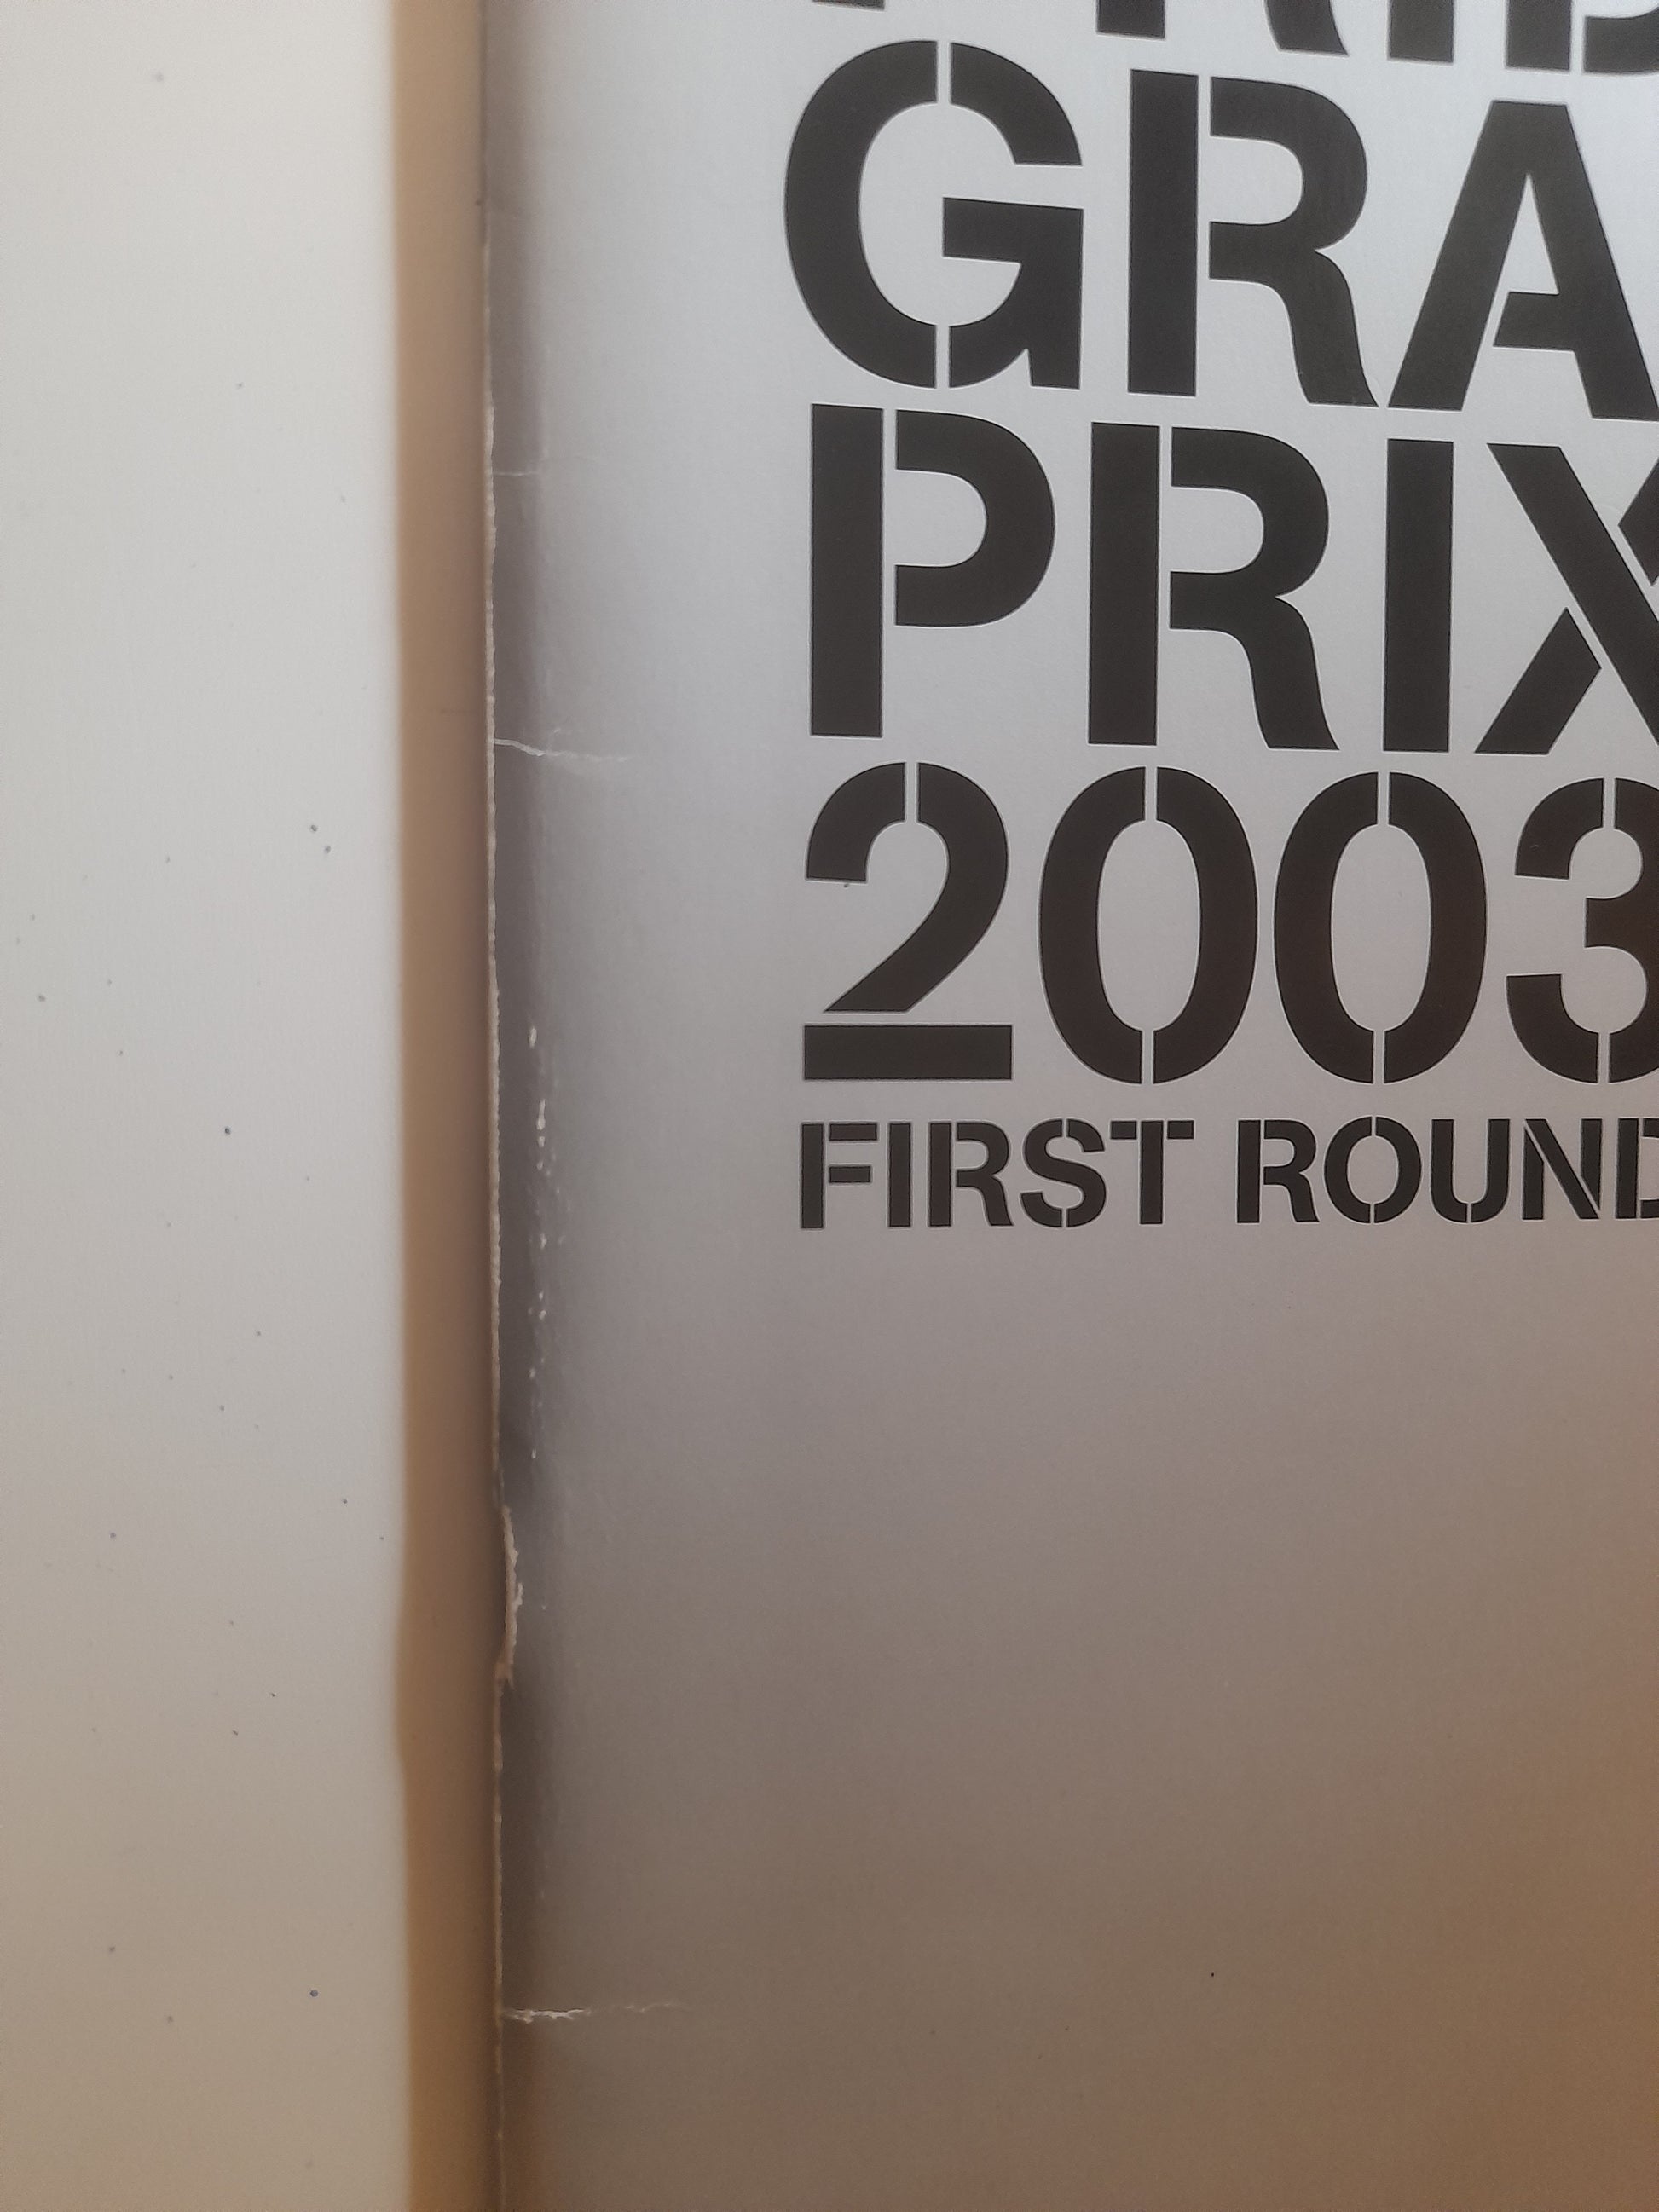 GRA
PRIX
2003
FIRST ROUND